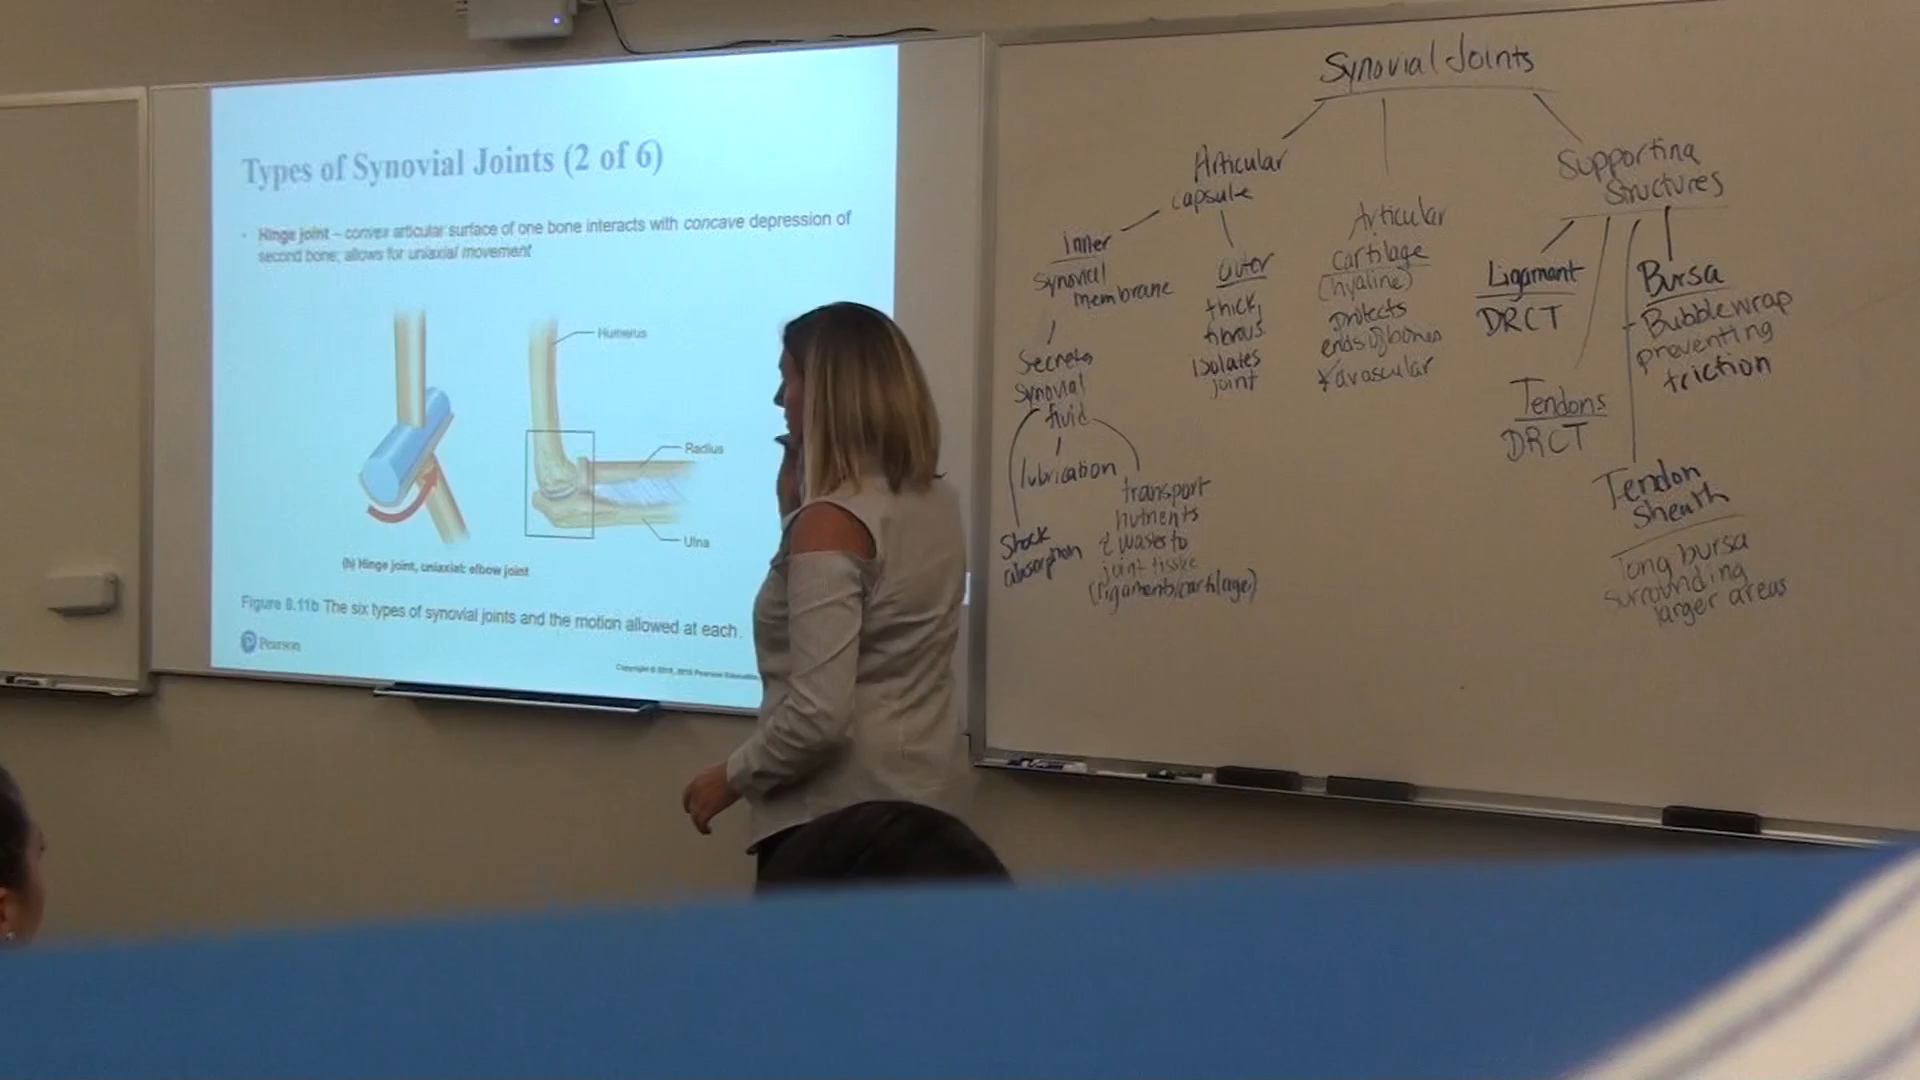 Types of Synovial Joints (2 of 6)
• Hinge joint – convex articular surface of one bone interacts with concave depression of
second bone; allows for uniaxial movement
Humerus
Radius
Ulna
(b) Hinge joint, uniaxial: elbow joint
Figure 8.11b The six types of synovial joints and the motion allowed at each.
Pearson
Copyright ©
Pearson
Synovial Joints
Articular
capsule
Inner
synovial
membrane
Secretes
synovial
fluid
lubrication
Shock
absorption
transport
nutrients
& wastes to
joint tissue
(ligaments/cartilage)
outer
thick,
fibrous
isolates
joint
Articular
cartilage
(hyaline)
protects
ends of bones
*avascular
Supporting
Structures
Ligament
DRCT
Tendons
DRCT
Tendon
Sheath
long bursa
surrounding
larger areas
Bursa
- Bubblewrap
preventing
friction